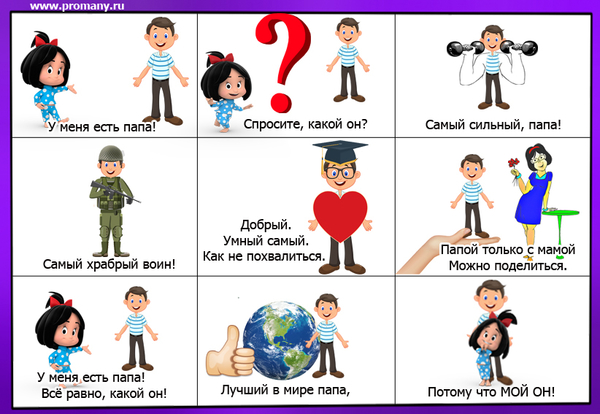 www.promany.ru
У меня есть папа!
Спросите, какой он?
Самый сильный, папа!
Самый храбрый воин!
Добрый.
Умный самый.
Как не похвалиться.
Папой только с мамой
Можно поделиться.
У меня есть папа!
Всё равно, какой он!
Лучший в мире папа,
Потому что МОЙ ОН!